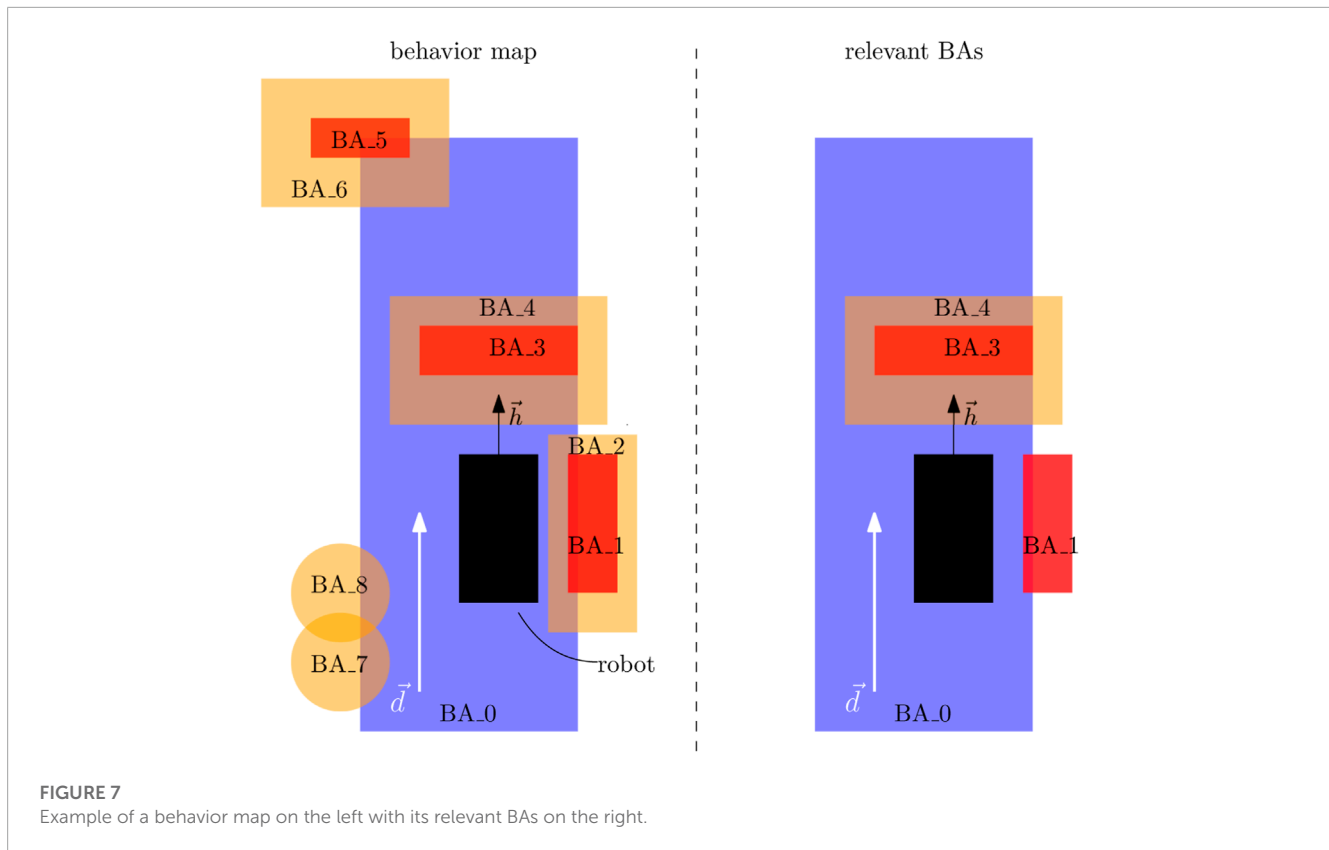 behavior map
BA_5
BA_6
BA_4
BA_3
h⃗
BA_2
BA_1
BA_8
BA_7
robot
d⃗
BA_0
relevant BAs
BA_4
BA_3
h⃗
BA_1
d⃗
BA_0
FIGURE 7
Example of a behavior map on the left with its relevant BAs on the right.